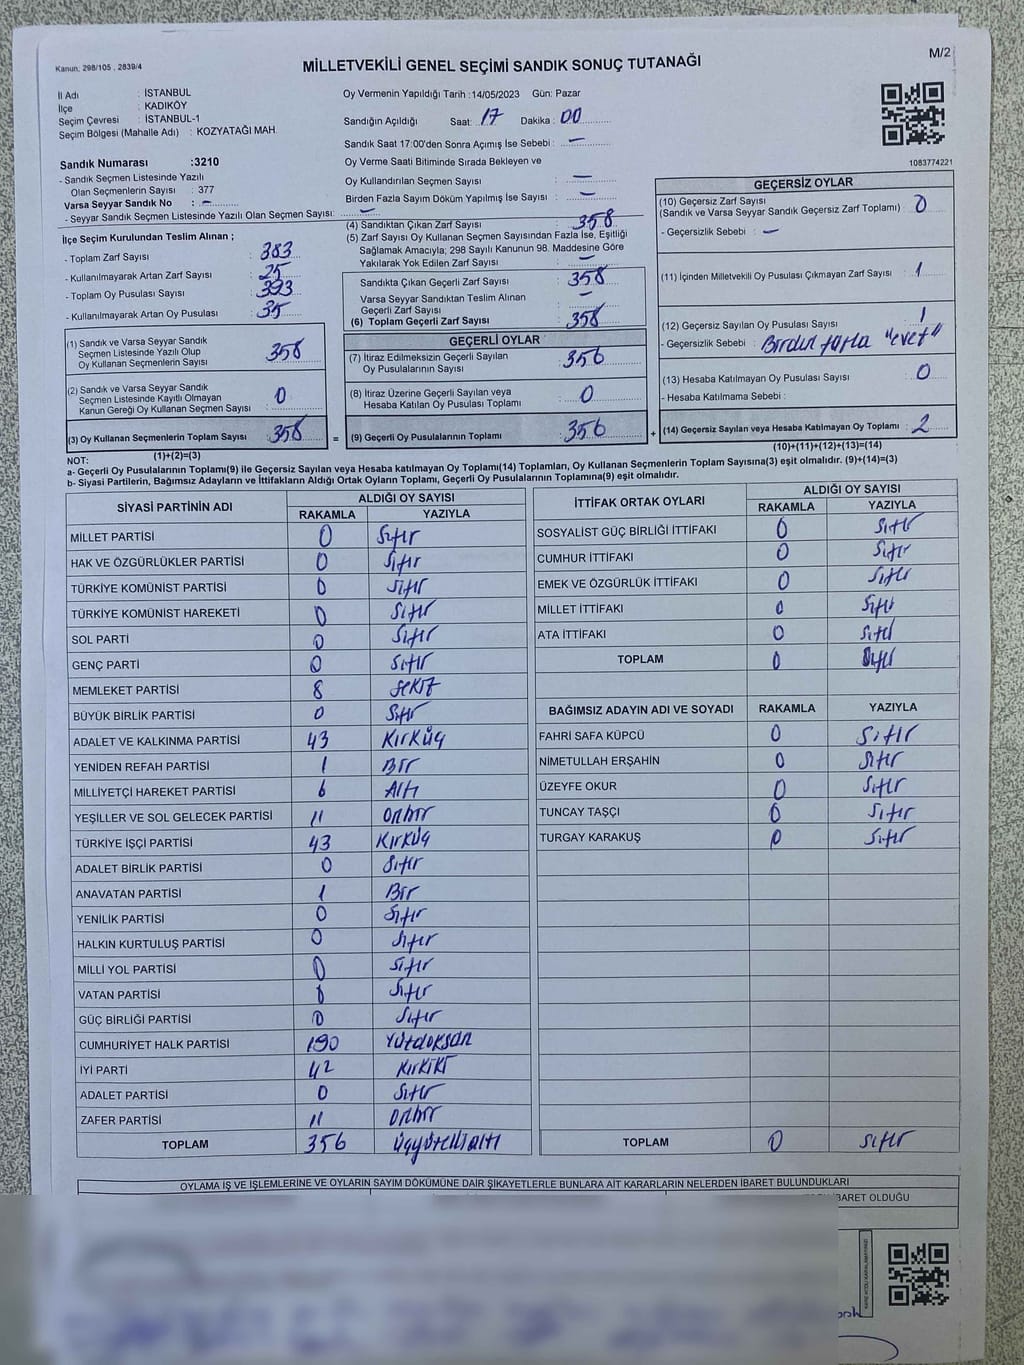 Kanun: 298/105 , 2839/4
MİLLETVEKİLİ GENEL SEÇİMİ SANDIK SONUÇ TUTANAĞI
M/2
İl Adı : İSTANBUL
İlçe : KADIKÖY
Seçim Çevresi : İSTANBUL-1
Seçim Bölgesi (Mahalle Adı) : KOZYATAĞI MAH.
Oy Vermenin Yapıldığı Tarih :14/05/2023 Gün: Pazar
Sandığın Açıldığı Saat: 17 Dakika : 00
Sandık Saat 17:00'den Sonra Açımış İse Sebebi : —
Oy Verme Saati Bitiminde Sırada Bekleyen ve
Oy Kullandırılan Seçmen Sayısı : —
Birden Fazla Sayım Döküm Yapılmış İse Sayısı : —
1083774221
Sandık Numarası :3210
- Sandık Seçmen Listesinde Yazılı
Olan Seçmenlerin Sayısı : 377
Varsa Seyyar Sandık No : —
- Seyyar Sandık Seçmen Listesinde Yazılı Olan Seçmen Sayısı: —
İlçe Seçim Kurulundan Teslim Alınan ;
- Toplam Zarf Sayısı : 383
- Kullanılmayarak Artan Zarf Sayısı : 25
- Toplam Oy Pusulası Sayısı : 393
- Kullanılmayarak Artan Oy Pusulası : 35
(1) Sandık ve Varsa Seyyar Sandık
Seçmen Listesinde Yazılı Olup
Oy Kullanan Seçmenlerin Sayısı : 358
(2) Sandık ve Varsa Seyyar Sandık
Seçmen Listesinde Kayıtlı Olmayan
Kanun Gereği Oy Kullanan Seçmen Sayısı : 0
(3) Oy Kullanan Seçmenlerin Toplam Sayısı : 358
(1)+(2)=(3)
(4) Sandıktan Çıkan Zarf Sayısı : 358
(5) Zarf Sayısı Oy Kullanan Seçmen Sayısından Fazla İse, Eşitliği
Sağlamak Amacıyla; 298 Sayılı Kanunun 98. Maddesine Göre
Yakılarak Yok Edilen Zarf Sayısı : —
Sandıkta Çıkan Geçerli Zarf Sayısı : 358
Varsa Seyyar Sandıktan Teslim Alınan
Geçerli Zarf Sayısı : —
(6) Toplam Geçerli Zarf Sayısı : 358
GEÇERLİ OYLAR
(7) İtiraz Edilmeksizin Geçerli Sayılan
Oy Pusulalarının Sayısı : 356
(8) İtiraz Üzerine Geçerli Sayılan veya
Hesaba Katılan Oy Pusulası Toplamı : 0
= (9) Geçerli Oy Pusulalarının Toplamı : 356
GEÇERSİZ OYLAR
(10) Geçersiz Zarf Sayısı
(Sandık ve Varsa Seyyar Sandık Geçersiz Zarf Toplamı) : 0
- Geçersizlik Sebebi : —
(11) İçinden Milletvekili Oy Pusulası Çıkmayan Zarf Sayısı : 1
(12) Geçersiz Sayılan Oy Pusulası Sayısı : 1
- Geçersizlik Sebebi : Birden fazla "evet"
(13) Hesaba Katılmayan Oy Pusulası Sayısı : 0
- Hesaba Katılmama Sebebi :
+ (14) Geçersiz Sayılan veya Hesaba Katılmayan Oy Toplamı : 2
(10)+(11)+(12)+(13)=(14)
NOT:
a- Geçerli Oy Pusulalarının Toplamı(9) ile Geçersiz Sayılan veya Hesaba katılmayan Oy Toplamı(14) Toplamları, Oy Kullanan Seçmenlerin Toplam Sayısına(3) eşit olmalıdır. (9)+(14)=(3)
b- Siyasi Partilerin, Bağımsız Adayların ve İttifakların Aldığı Ortak Oyların Toplamı, Geçerli Oy Pusulalarının Toplamına(9) eşit olmalıdır.
SİYASİ PARTİNİN ADI ALDIĞI OY SAYISI
RAKAMLA YAZIYLA
MİLLET PARTİSİ 0 Sıfır
HAK VE ÖZGÜRLÜKLER PARTİSİ 0 Sıfır
TÜRKİYE KOMÜNİST PARTİSİ 0 Sıfır
TÜRKİYE KOMÜNİST HAREKETİ 0 Sıfır
SOL PARTİ 0 Sıfır
GENÇ PARTİ 0 Sıfır
MEMLEKET PARTİSİ 8 Sekiz
BÜYÜK BİRLİK PARTİSİ 0 Sıfır
ADALET VE KALKINMA PARTİSİ 43 Kırküç
YENİDEN REFAH PARTİSİ 1 Bir
MİLLİYETÇİ HAREKET PARTİSİ 6 Altı
YEŞİLLER VE SOL GELECEK PARTİSİ 11 Onbir
TÜRKİYE İŞÇİ PARTİSİ 43 Kırküç
ADALET BİRLİK PARTİSİ 0 Sıfır
ANAVATAN PARTİSİ 1 Bir
YENİLİK PARTİSİ 0 Sıfır
HALKIN KURTULUŞ PARTİSİ 0 Sıfır
MİLLİ YOL PARTİSİ 0 Sıfır
VATAN PARTİSİ 0 Sıfır
GÜÇ BİRLİĞİ PARTİSİ 0 Sıfır
CUMHURİYET HALK PARTİSİ 190 Yüzdoksan
İYİ PARTİ 42 Kırkiki
ADALET PARTİSİ 0 Sıfır
ZAFER PARTİSİ 11 Onbir
TOPLAM 356 üçyüzellialtı
İTTİFAK ORTAK OYLARI ALDIĞI OY SAYISI
RAKAMLA YAZIYLA
SOSYALİST GÜÇ BİRLİĞİ İTTİFAKI 0 Sıfır
CUMHUR İTTİFAKI 0 Sıfır
EMEK VE ÖZGÜRLÜK İTTİFAKI 0 Sıfır
MİLLET İTTİFAKI 0 Sıfır
ATA İTTİFAKI 0 Sıfır
TOPLAM 0 Sıfır
BAĞIMSIZ ADAYIN ADI VE SOYADI RAKAMLA YAZIYLA
FAHRİ SAFA KÜPCÜ 0 Sıfır
NİMETULLAH ERŞAHİN 0 Sıfır
ÜZEYFE OKUR 0 Sıfır
TUNCAY TAŞÇI 0 Sıfır
TURGAY KARAKUŞ 0 Sıfır
TOPLAM 0 Sıfır
OYLAMA İŞ VE İŞLEMLERİNE VE OYLARIN SAYIM DÖKÜMÜNE DAİR ŞİKAYETLERLE BUNLARA AİT KARARLARIN NELERDEN İBARET BULUNDUKLARI
İBARET OLDUĞU